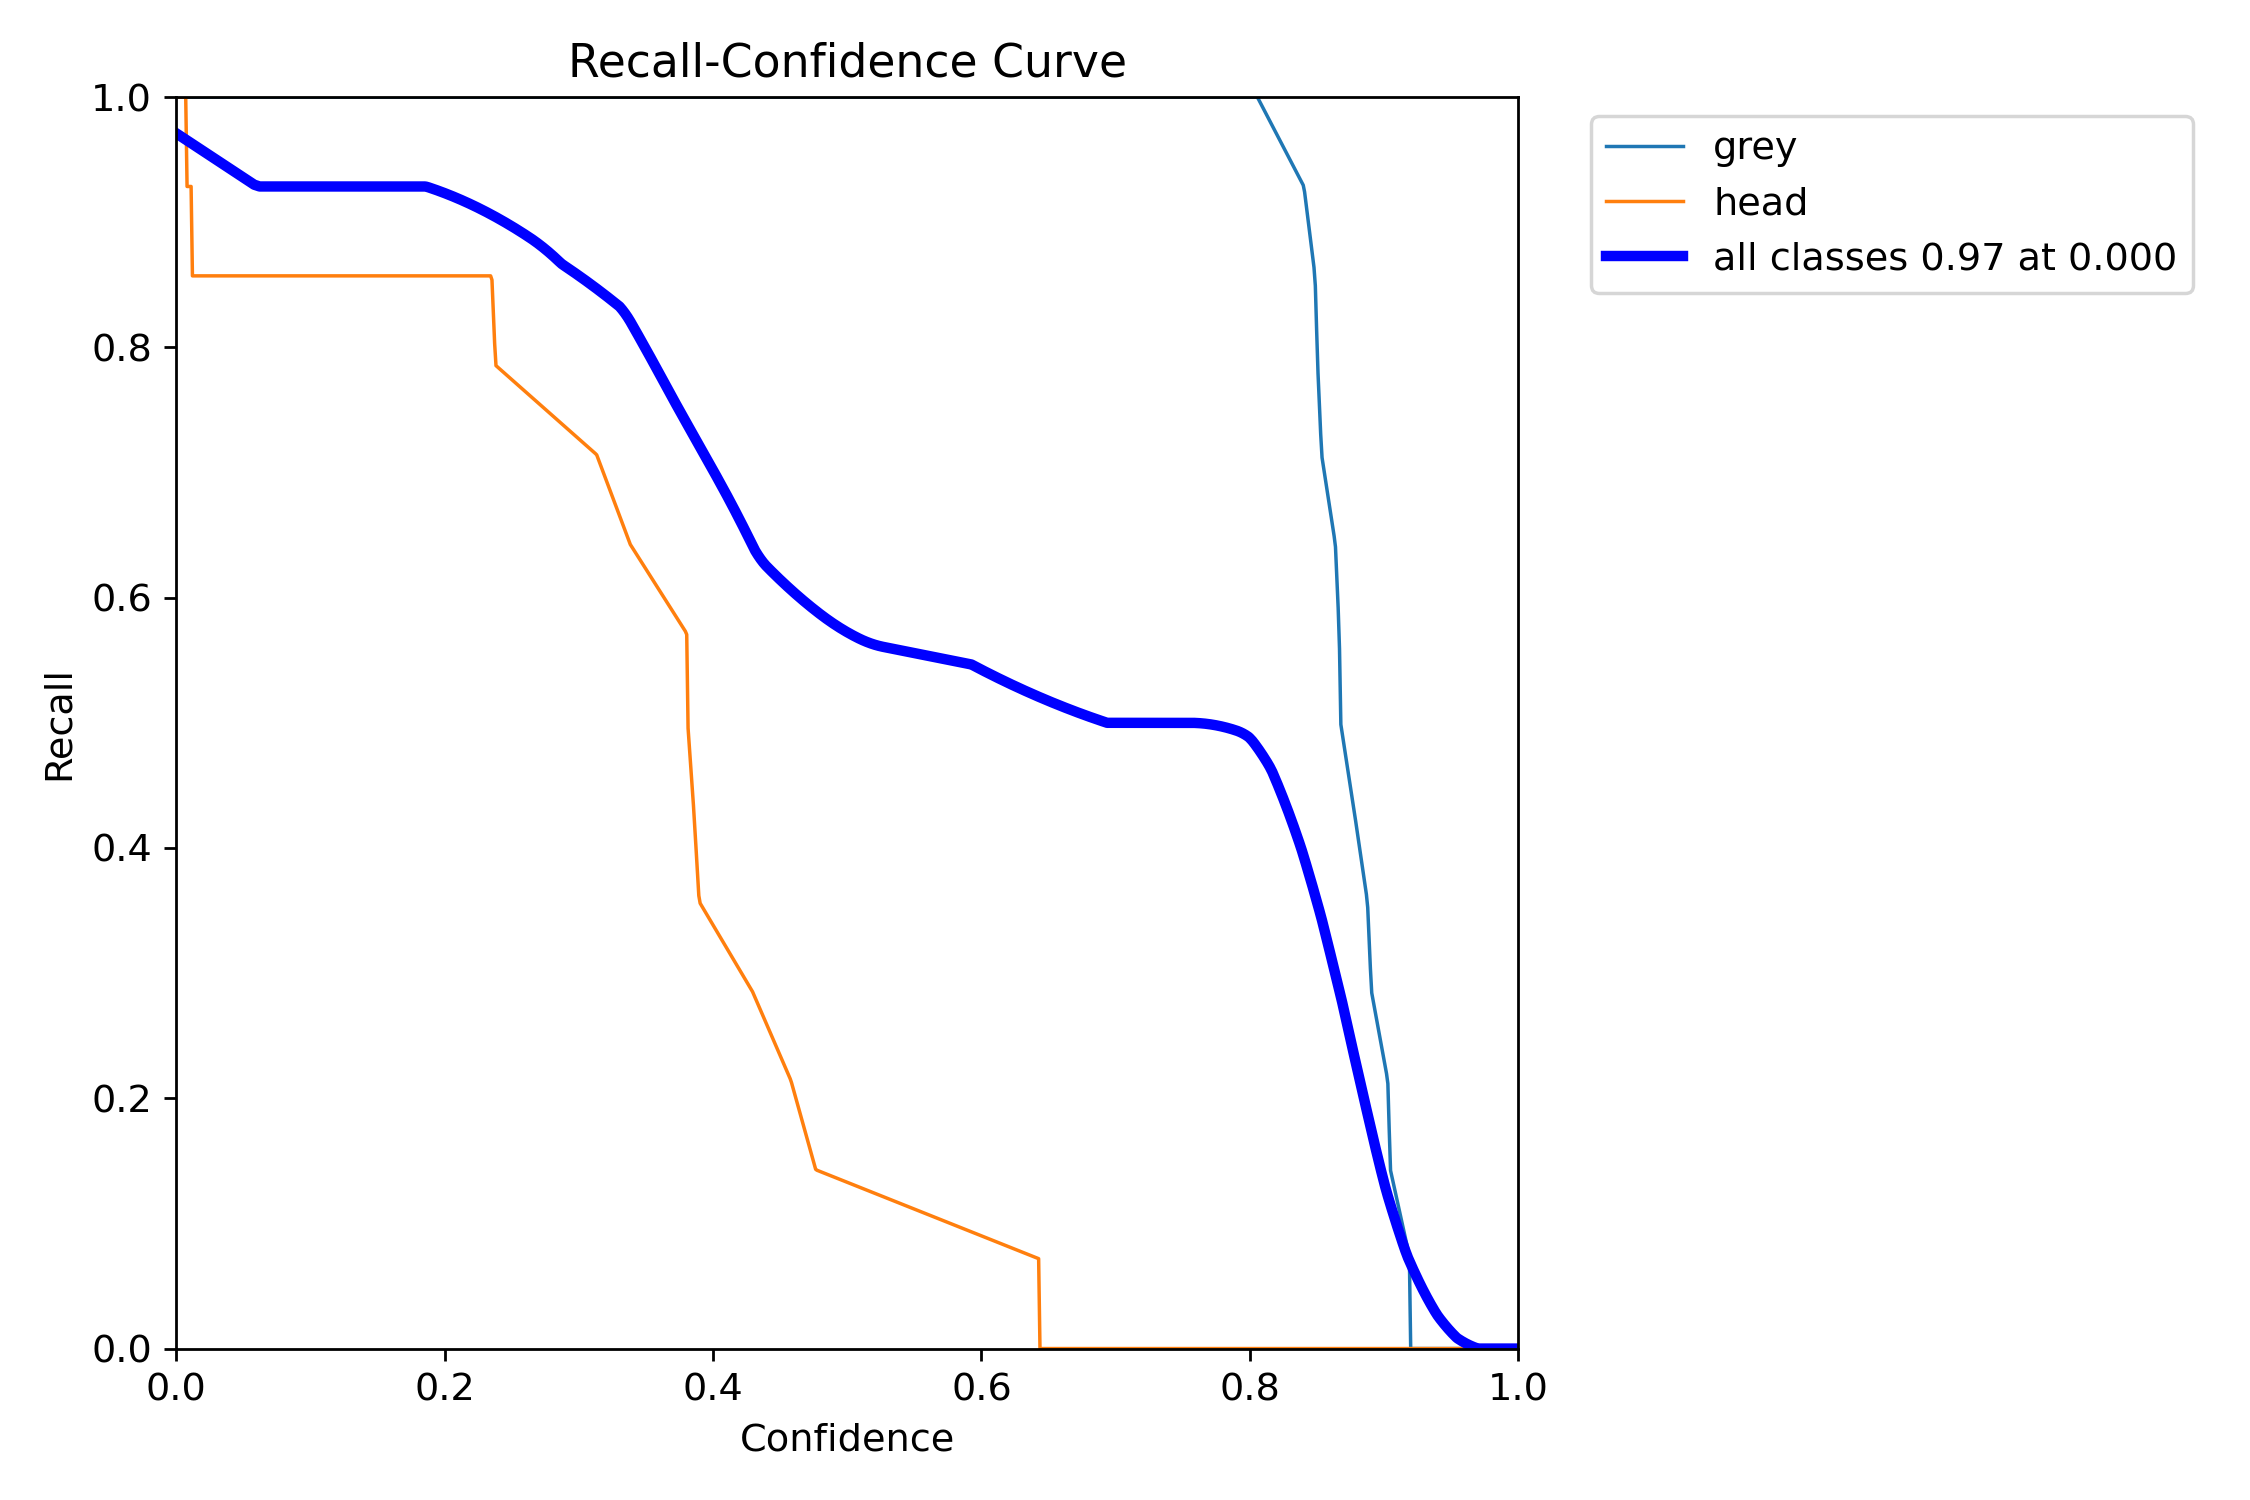 Recall-Confidence Curve
1.0
0.8
0.6
0.4
0.2
0.0
Recall
0.0 0.2 0.4 0.6 0.8 1.0
Confidence
grey
head
all classes 0.97 at 0.000